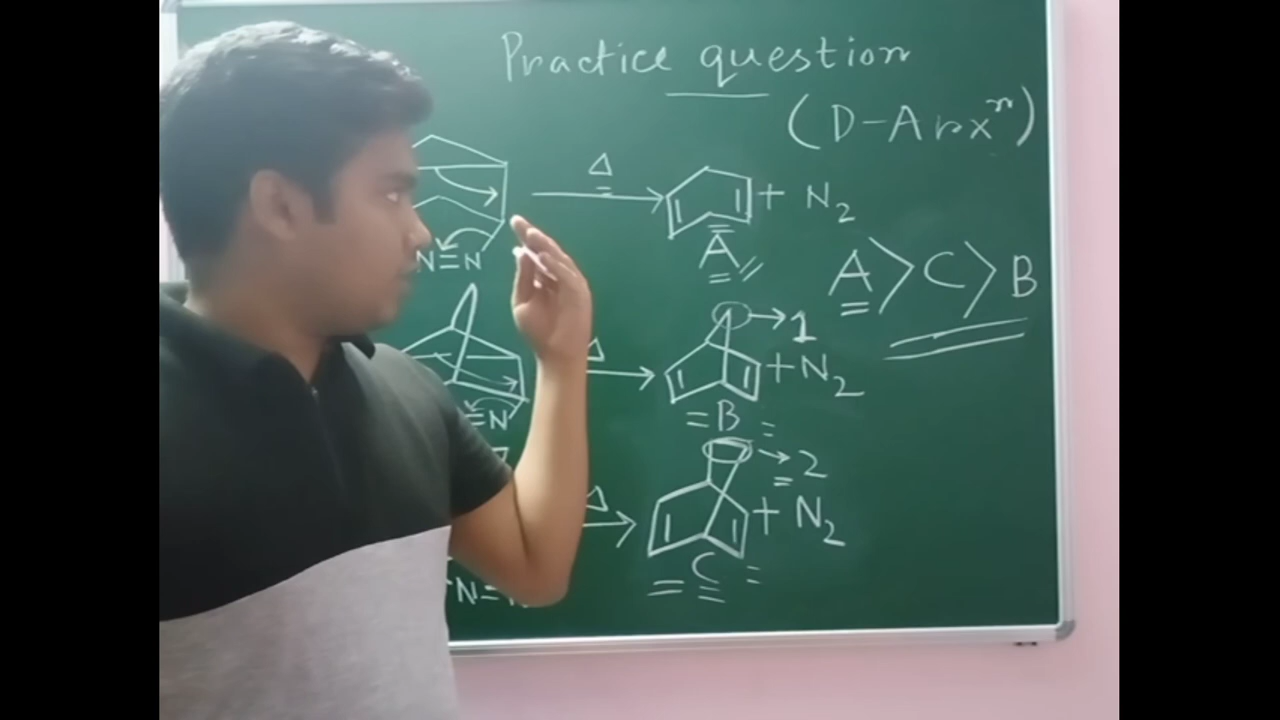 Practice question
(D-A rxⁿ)
Δ
+ N₂
N=N
A
A > C > B
→ 1
Δ
+ N₂
=N
B
→ 2
Δ
+ N₂
C
N=